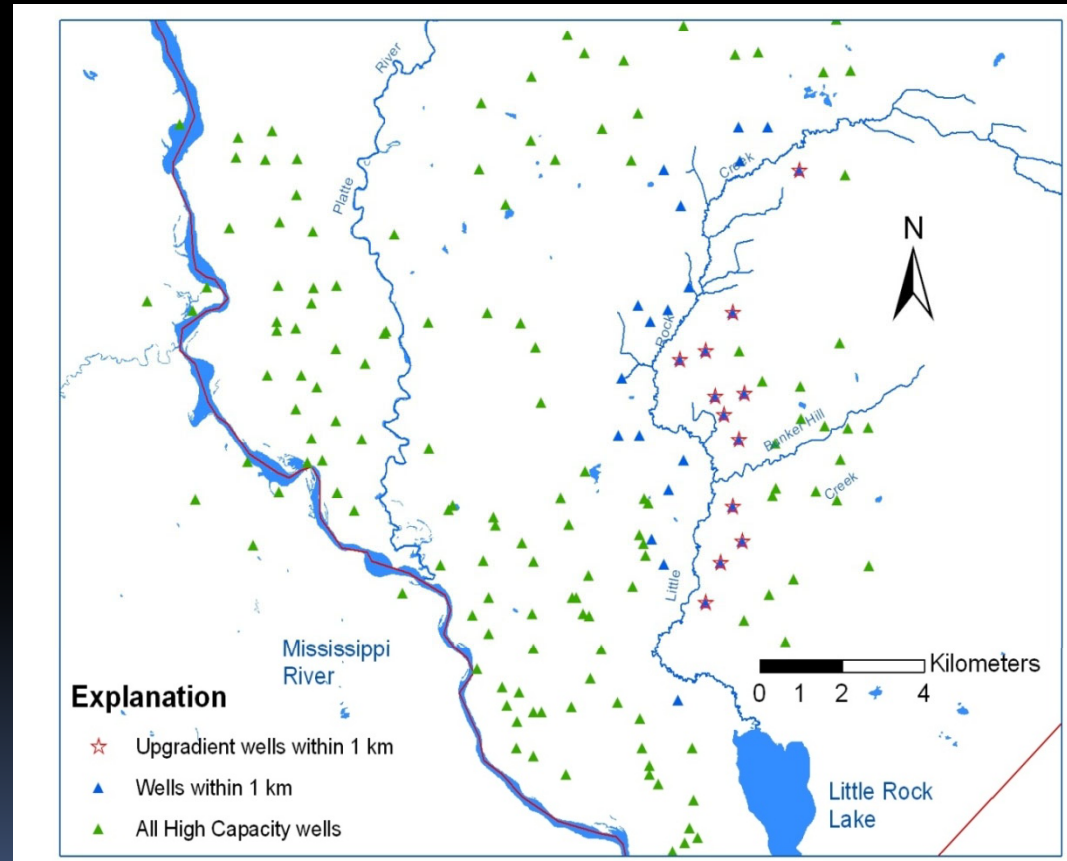 River
Platte
Creek
N
Rock
Bunker Hill
Creek
Little
Mississippi
River
Kilometers
0 1 2 4
Explanation
Upgradient wells within 1 km
Wells within 1 km
All High Capacity wells
Little Rock
Lake